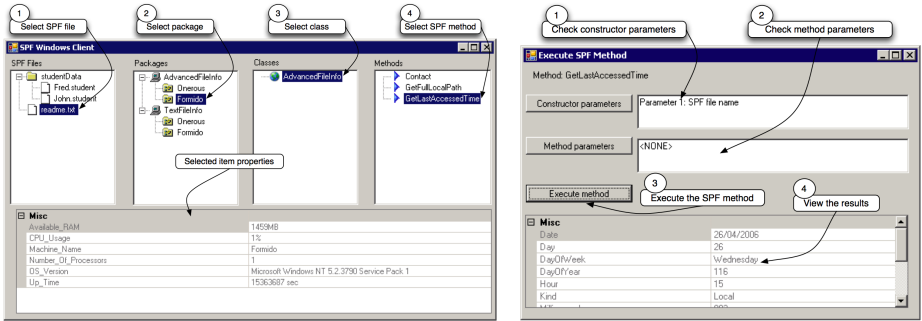 1
Select SPF file
2
Select package
3
Select class
4
Select SPF method
SPF Windows Client
SPF Files
Packages
Classes
Methods
studentData
Fred.student
John.student
readme.txt
AdvancedFileInfo
Onerous
Formido
TextFileInfo
Onerous
Formido
AdvancedFileInfo
Contact
GetFullLocalPath
GetLastAccessedTime
Selected item properties
Misc
Available_RAM 1459MB
CPU_Usage 1%
Machine_Name Formido
Number_Of_Processors 1
OS_Version Microsoft Windows NT 5.2.3790 Service Pack 1
Up_Time 15363687 sec
1
Check constructor parameters
2
Check method parameters
Execute SPF Method
Method: GetLastAccessedTime
Constructor parameters
Parameter 1: SPF file name
Method parameters
<NONE>
Execute method
3
Execute the SPF method
4
View the results
Misc
Date 26/04/2006
Day 26
DayOfWeek Wednesday
DayOfYear 116
Hour 15
Kind Local